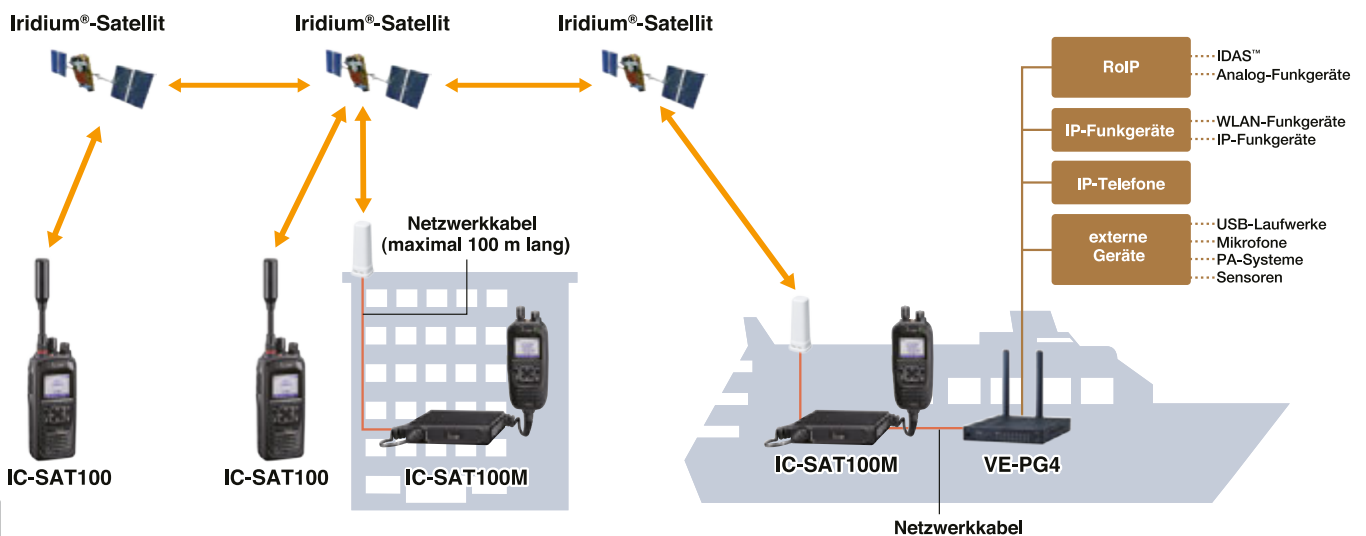 Iridium®-Satellit
Iridium®-Satellit
Iridium®-Satellit
RoIP
IDAS™
Analog-Funkgeräte
IP-Funkgeräte
WLAN-Funkgeräte
IP-Funkgeräte
IP-Telefone
externe
Geräte
USB-Laufwerke
Mikrofone
PA-Systeme
Sensoren
Netzwerkkabel
(maximal 100 m lang)
IC-SAT100
IC-SAT100
IC-SAT100M
IC-SAT100M
VE-PG4
Netzwerkkabel